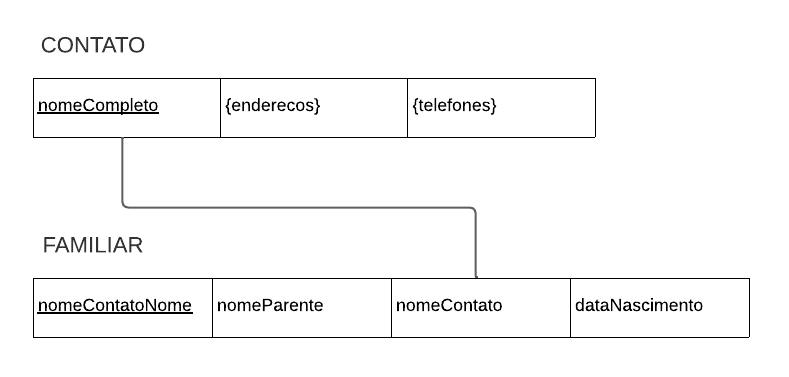 CONTATO
nomeCompleto {enderecos} {telefones}
FAMILIAR
nomeContatoNome nomeParente nomeContato dataNascimento